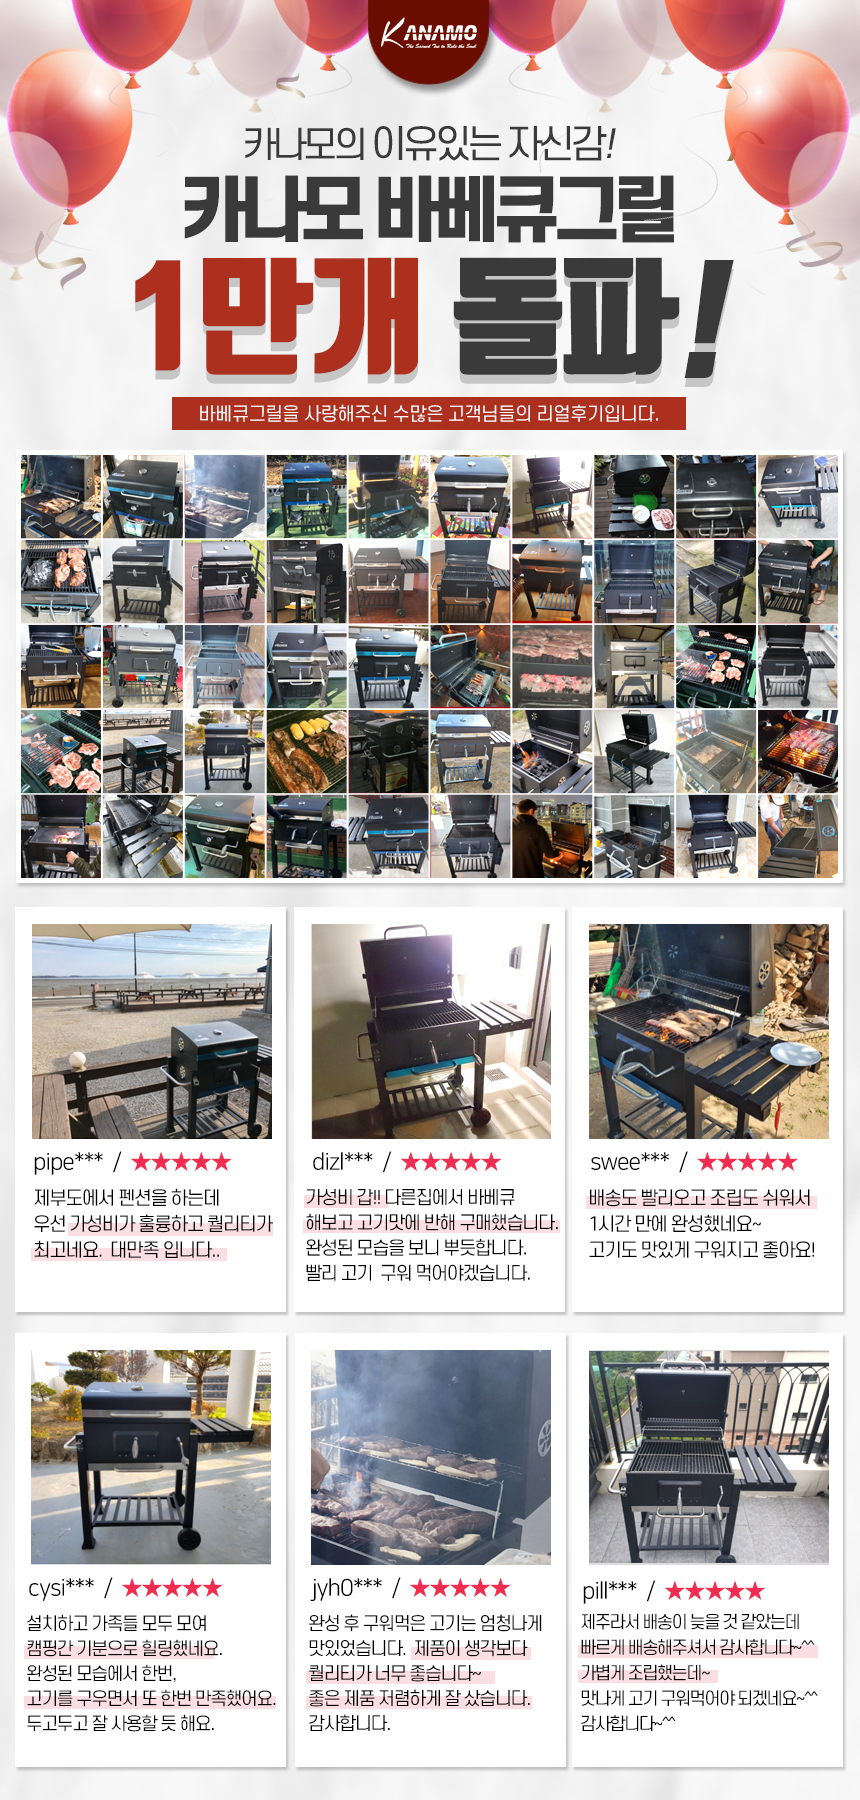 KANAMO
The Second Fun to Ride the Soul
카나모의 이유있는 자신감!
카나모 바베큐그릴
1만개 돌파!
바베큐그릴을 사랑해주신 수많은 고객님들의 리얼후기입니다.
pipe*** / ★★★★★
제부도에서 펜션을 하는데
우선 가성비가 훌륭하고 퀄리티가
최고네요. 대만족 입니다..
dizl*** / ★★★★★
가성비 갑!! 다른집에서 바베큐
해보고 고기맛에 반해 구매했습니다.
완성된 모습을 보니 뿌듯합니다.
빨리 고기 구워 먹어야겠습니다.
swee*** / ★★★★★
배송도 빨리오고 조립도 쉬워서
1시간 만에 완성했네요~
고기도 맛있게 구워지고 좋아요!
cysi*** / ★★★★★
설치하고 가족들 모두 모여
캠핑간 기분으로 힐링했네요.
완성된 모습에서 한번,
고기를 구우면서 또 한번 만족했어요.
두고두고 잘 사용할 듯 해요.
jyh0*** / ★★★★★
완성 후 구워먹은 고기는 엄청나게
맛있었습니다. 제품이 생각보다
퀄리티가 너무 좋습니다~
좋은 제품 저렴하게 잘 샀습니다.
감사합니다.
pill*** / ★★★★★
제주라서 배송이 늦을 것 같았는데
빠르게 배송해주셔서 감사합니다~^^
가볍게 조립했는데~
맛나게 고기 구워먹어야 되겠네요~^^
감사합니다~^^